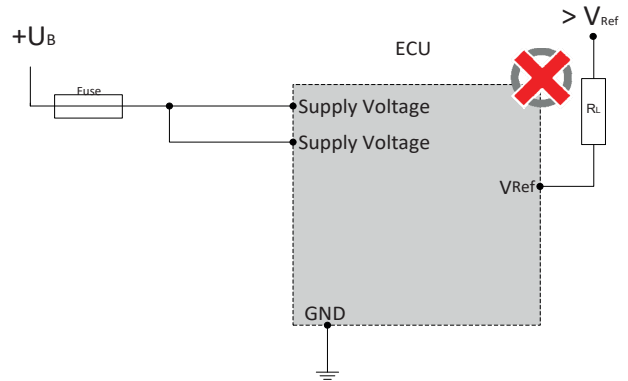 > VRef
+UB
ECU
Fuse
Supply Voltage
RL
Supply Voltage
VRef
GND